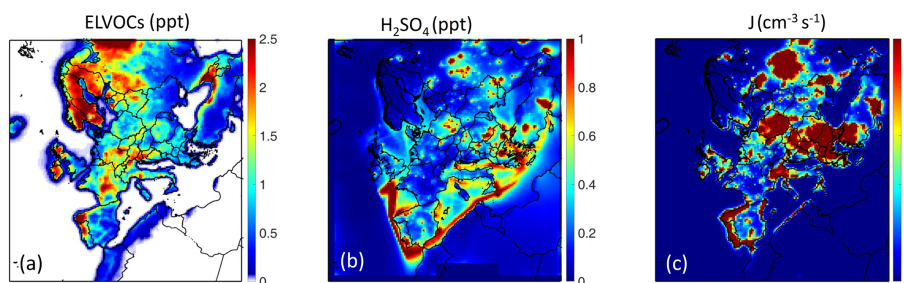 ELVOCs (ppt)
H₂SO₄ (ppt)
J (cm⁻³ s⁻¹)
2.5
2
1.5
1
0.5
0
(a)
1
0.8
0.6
0.4
0.2
0
(b)
(c)